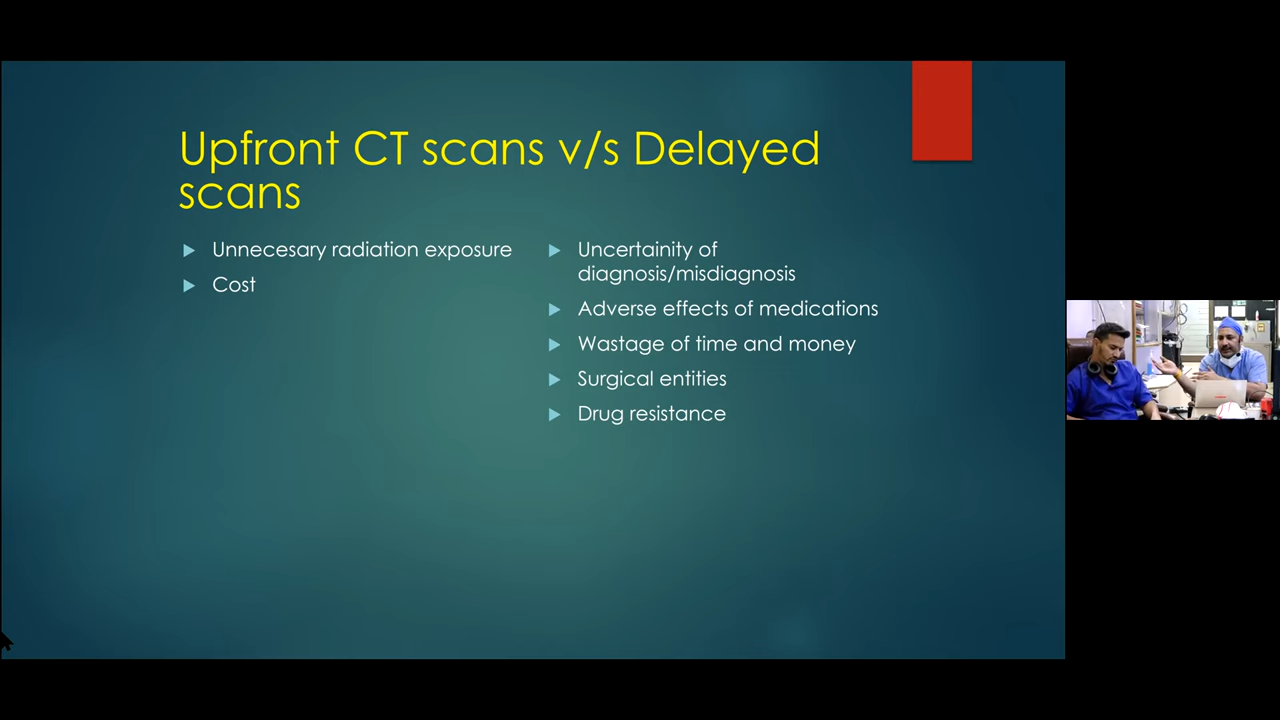 Upfront CT scans v/s Delayed
scans
Unnecesary radiation exposure
Cost
Uncertainity of
diagnosis/misdiagnosis
Adverse effects of medications
Wastage of time and money
Surgical entities
Drug resistance